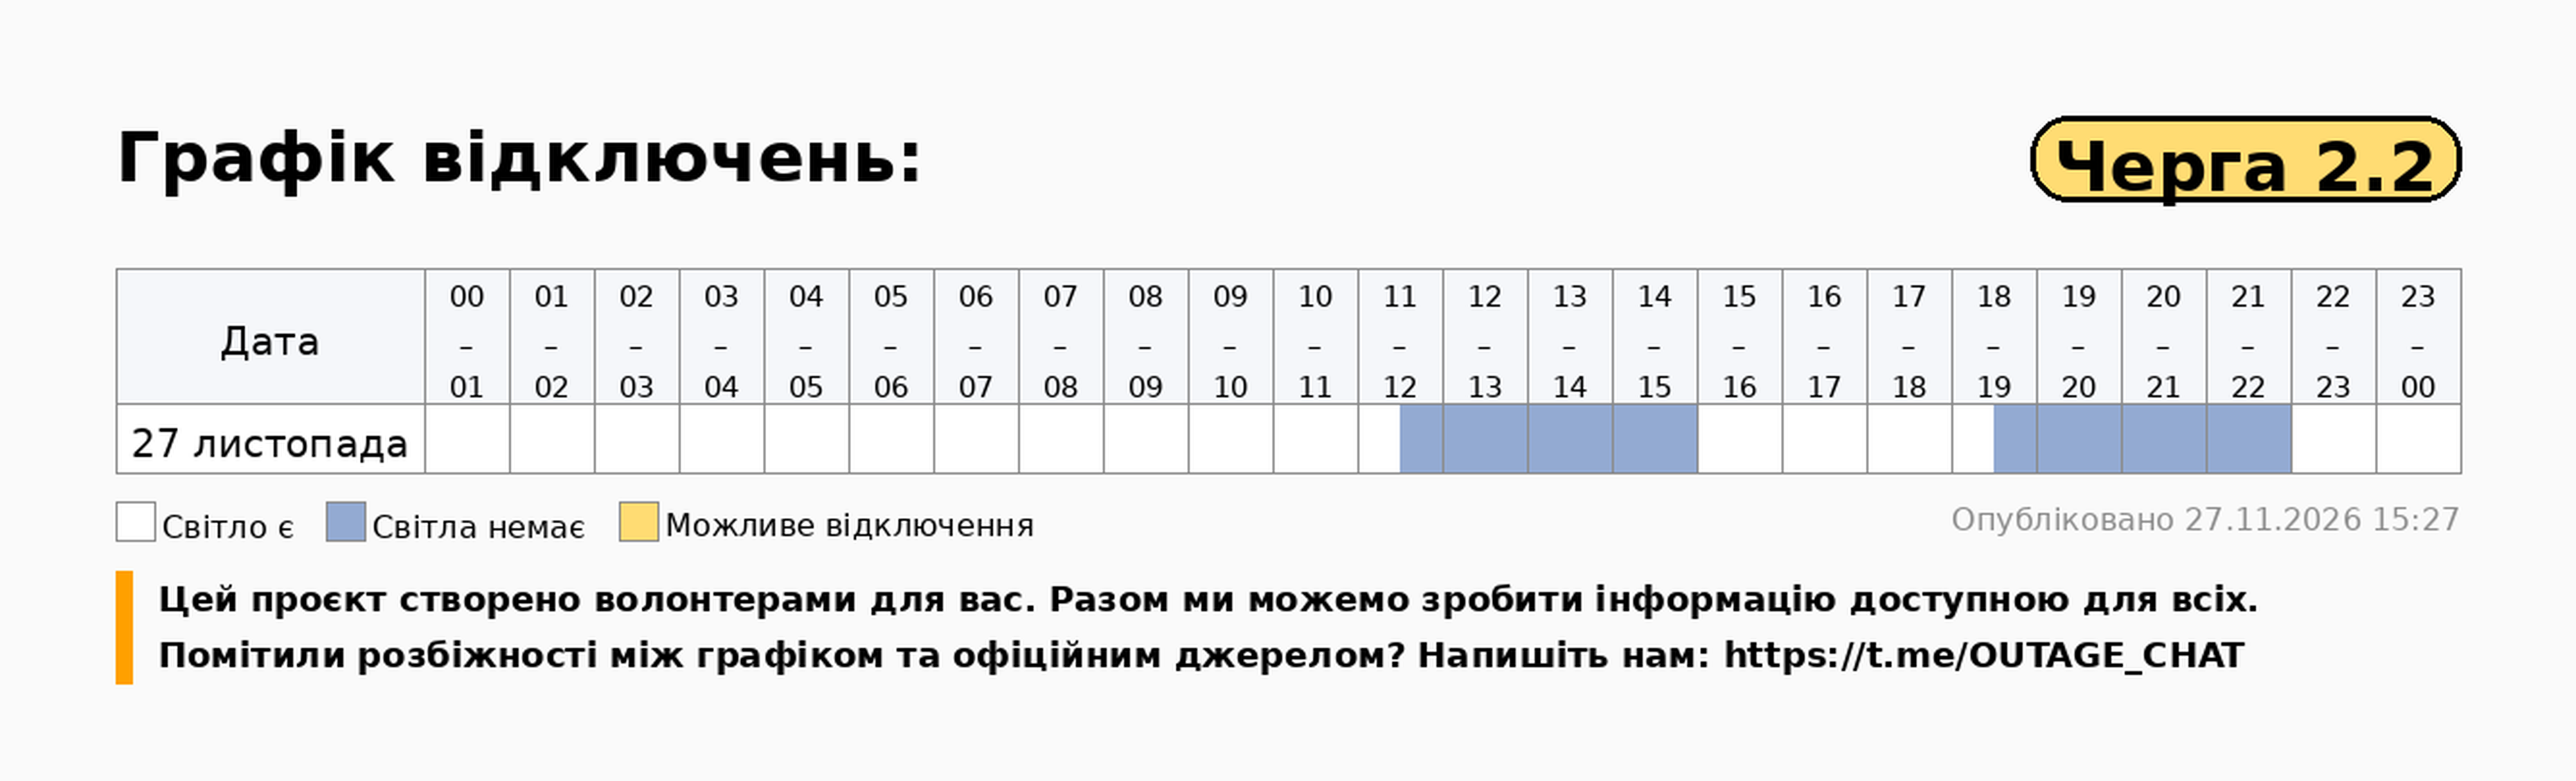 Графік відключень:
Черга 2.2
Дата
00 – 01
01 – 02
02 – 03
03 – 04
04 – 05
05 – 06
06 – 07
07 – 08
08 – 09
09 – 10
10 – 11
11 – 12
12 – 13
13 – 14
14 – 15
15 – 16
16 – 17
17 – 18
18 – 19
19 – 20
20 – 21
21 – 22
22 – 23
23 – 00
27 листопада
Світло є
Світла немає
Можливе відключення
Опубліковано 27.11.2026 15:27
Цей проєкт створено волонтерами для вас. Разом ми можемо зробити інформацію доступною для всіх.
Помітили розбіжності між графіком та офіційним джерелом? Напишіть нам: https://t.me/OUTAGE_CHAT